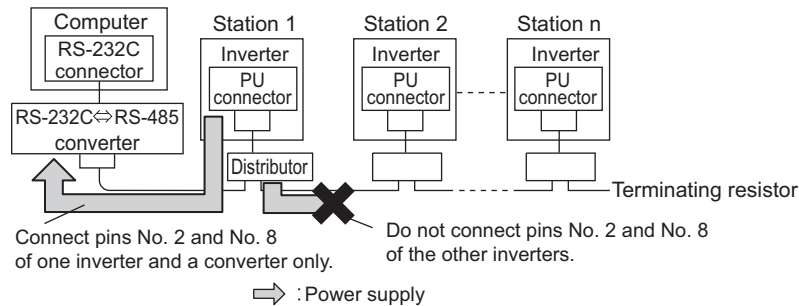 Computer
RS-232C
connector
RS-232C⇔RS-485
converter
Station 1
Inverter
PU
connector
Distributor
Station 2
Inverter
PU
connector
Station n
Inverter
PU
connector
Terminating resistor
Connect pins No. 2 and No. 8
of one inverter and a converter only.
Do not connect pins No. 2 and No. 8
of the other inverters.
: Power supply